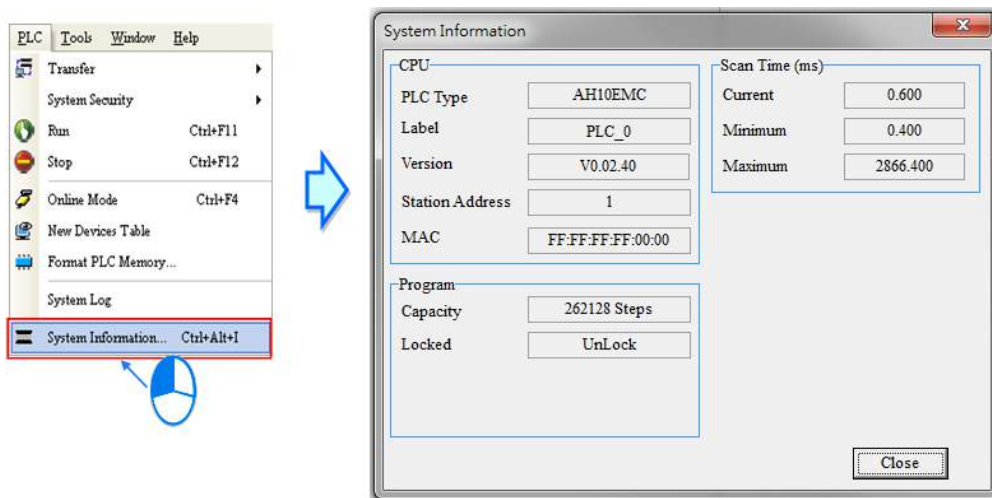 PLC Tools Window Help
Transfer
System Security
Run Ctrl+F11
Stop Ctrl+F12
Online Mode Ctrl+F4
New Devices Table
Format PLC Memory...
System Log
System Information... Ctrl+Alt+I
System Information
CPU
PLC Type AH10EMC
Label PLC_0
Version V0.02.40
Station Address 1
MAC FF:FF:FF:FF:00:00
Program
Capacity 262128 Steps
Locked UnLock
Scan Time (ms)
Current 0.600
Minimum 0.400
Maximum 2866.400
Close